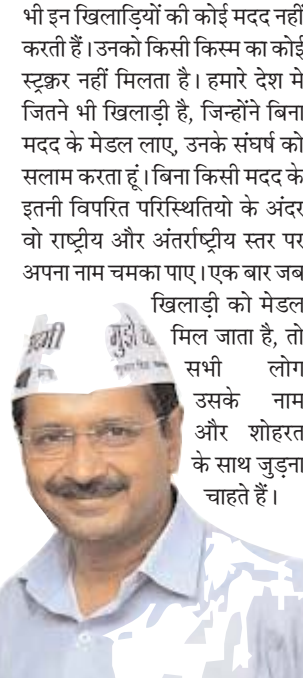 भी इन खिलाड़ियों की कोई मदद नहीं
करती हैं। उनको किसी किस्म का कोई
स्ट्रक्चर नहीं मिलता है। हमारे देश मे
जितने भी खिलाड़ी है, जिन्होंने बिना
मदद के मेडल लाए, उनके संघर्ष को
सलाम करता हूं। बिना किसी मदद के
इतनी विपरित परिस्थितियो के अंदर
वो राष्ट्रीय और अंतर्राष्ट्रीय स्तर पर
अपना नाम चमका पाए। एक बार जब
खिलाड़ी को मेडल
मिल जाता है, तो
सभी लोग
उसके नाम
और शोहरत
के साथ जुड़ना
चाहते हैं।
मुझे